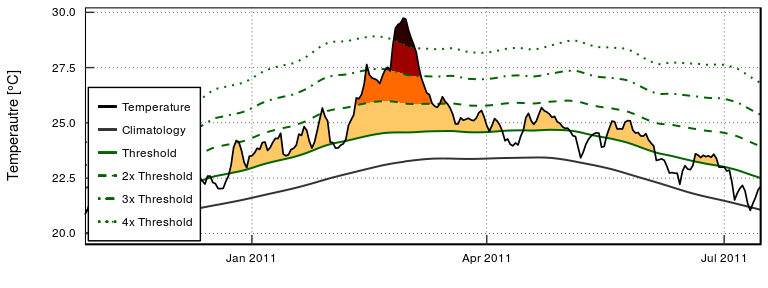 30.0
27.5
25.0
22.5
20.0
Temperautre [°C]
Temperature
Climatology
Threshold
2x Threshold
3x Threshold
4x Threshold
Jan 2011
Apr 2011
Jul 2011